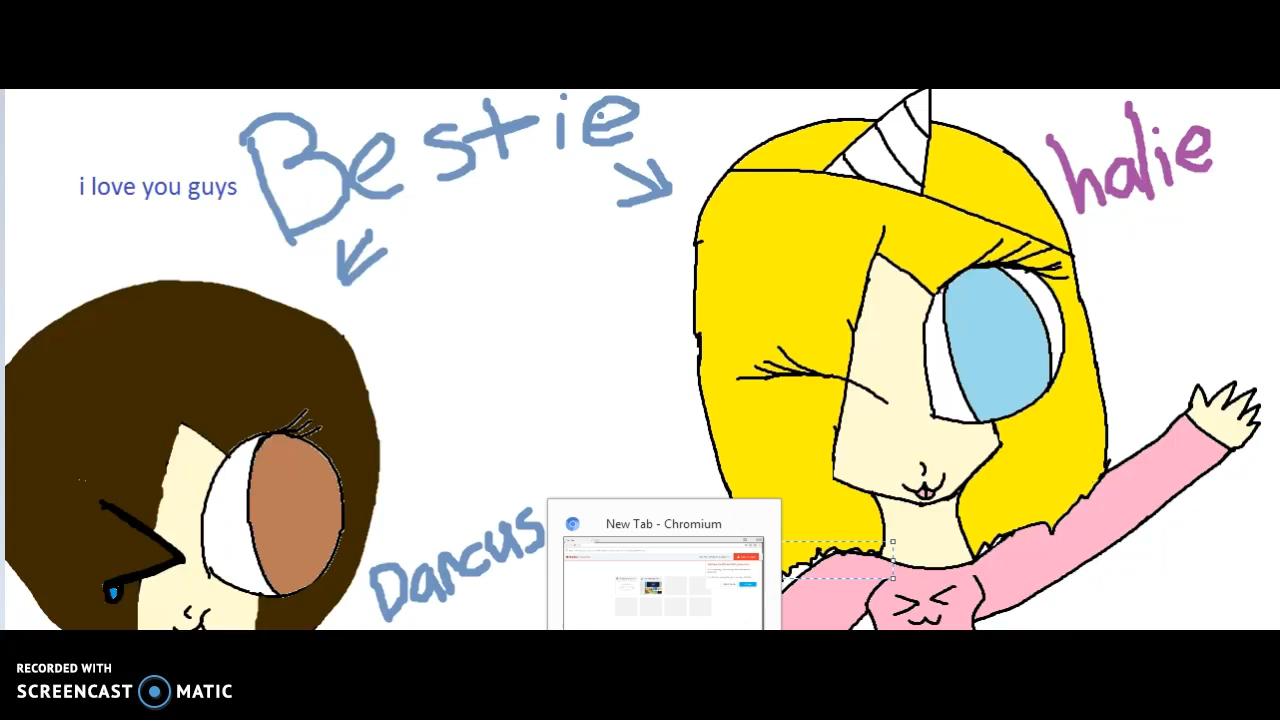 Bestie
halie
i love you guys
Darcus
New Tab - Chromium
RECORDED WITH
SCREENCAST MATIC